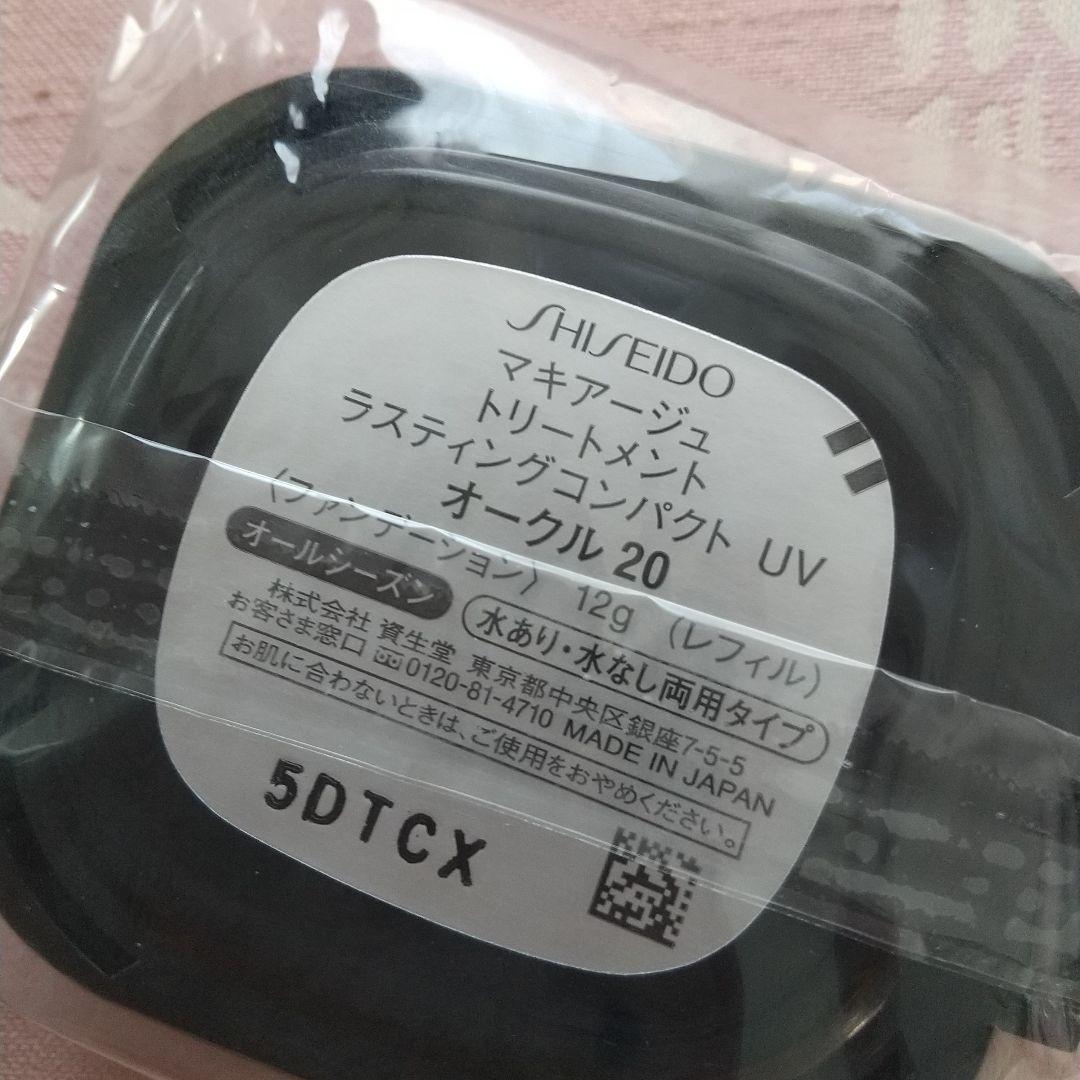 SHISEIDO
マキアージュ
トリートメント
ラスティングコンパクト UV
オークル 20
〈ファンデーション〉 12g (レフィル)
オールシーズン 水あり・水なし両用タイプ
株式会社 資生堂 東京都中央区銀座7-5-5
お客さま窓口 0120-81-4710 MADE IN JAPAN
お肌に合わないときは、ご使用をおやめください。
5DTCX